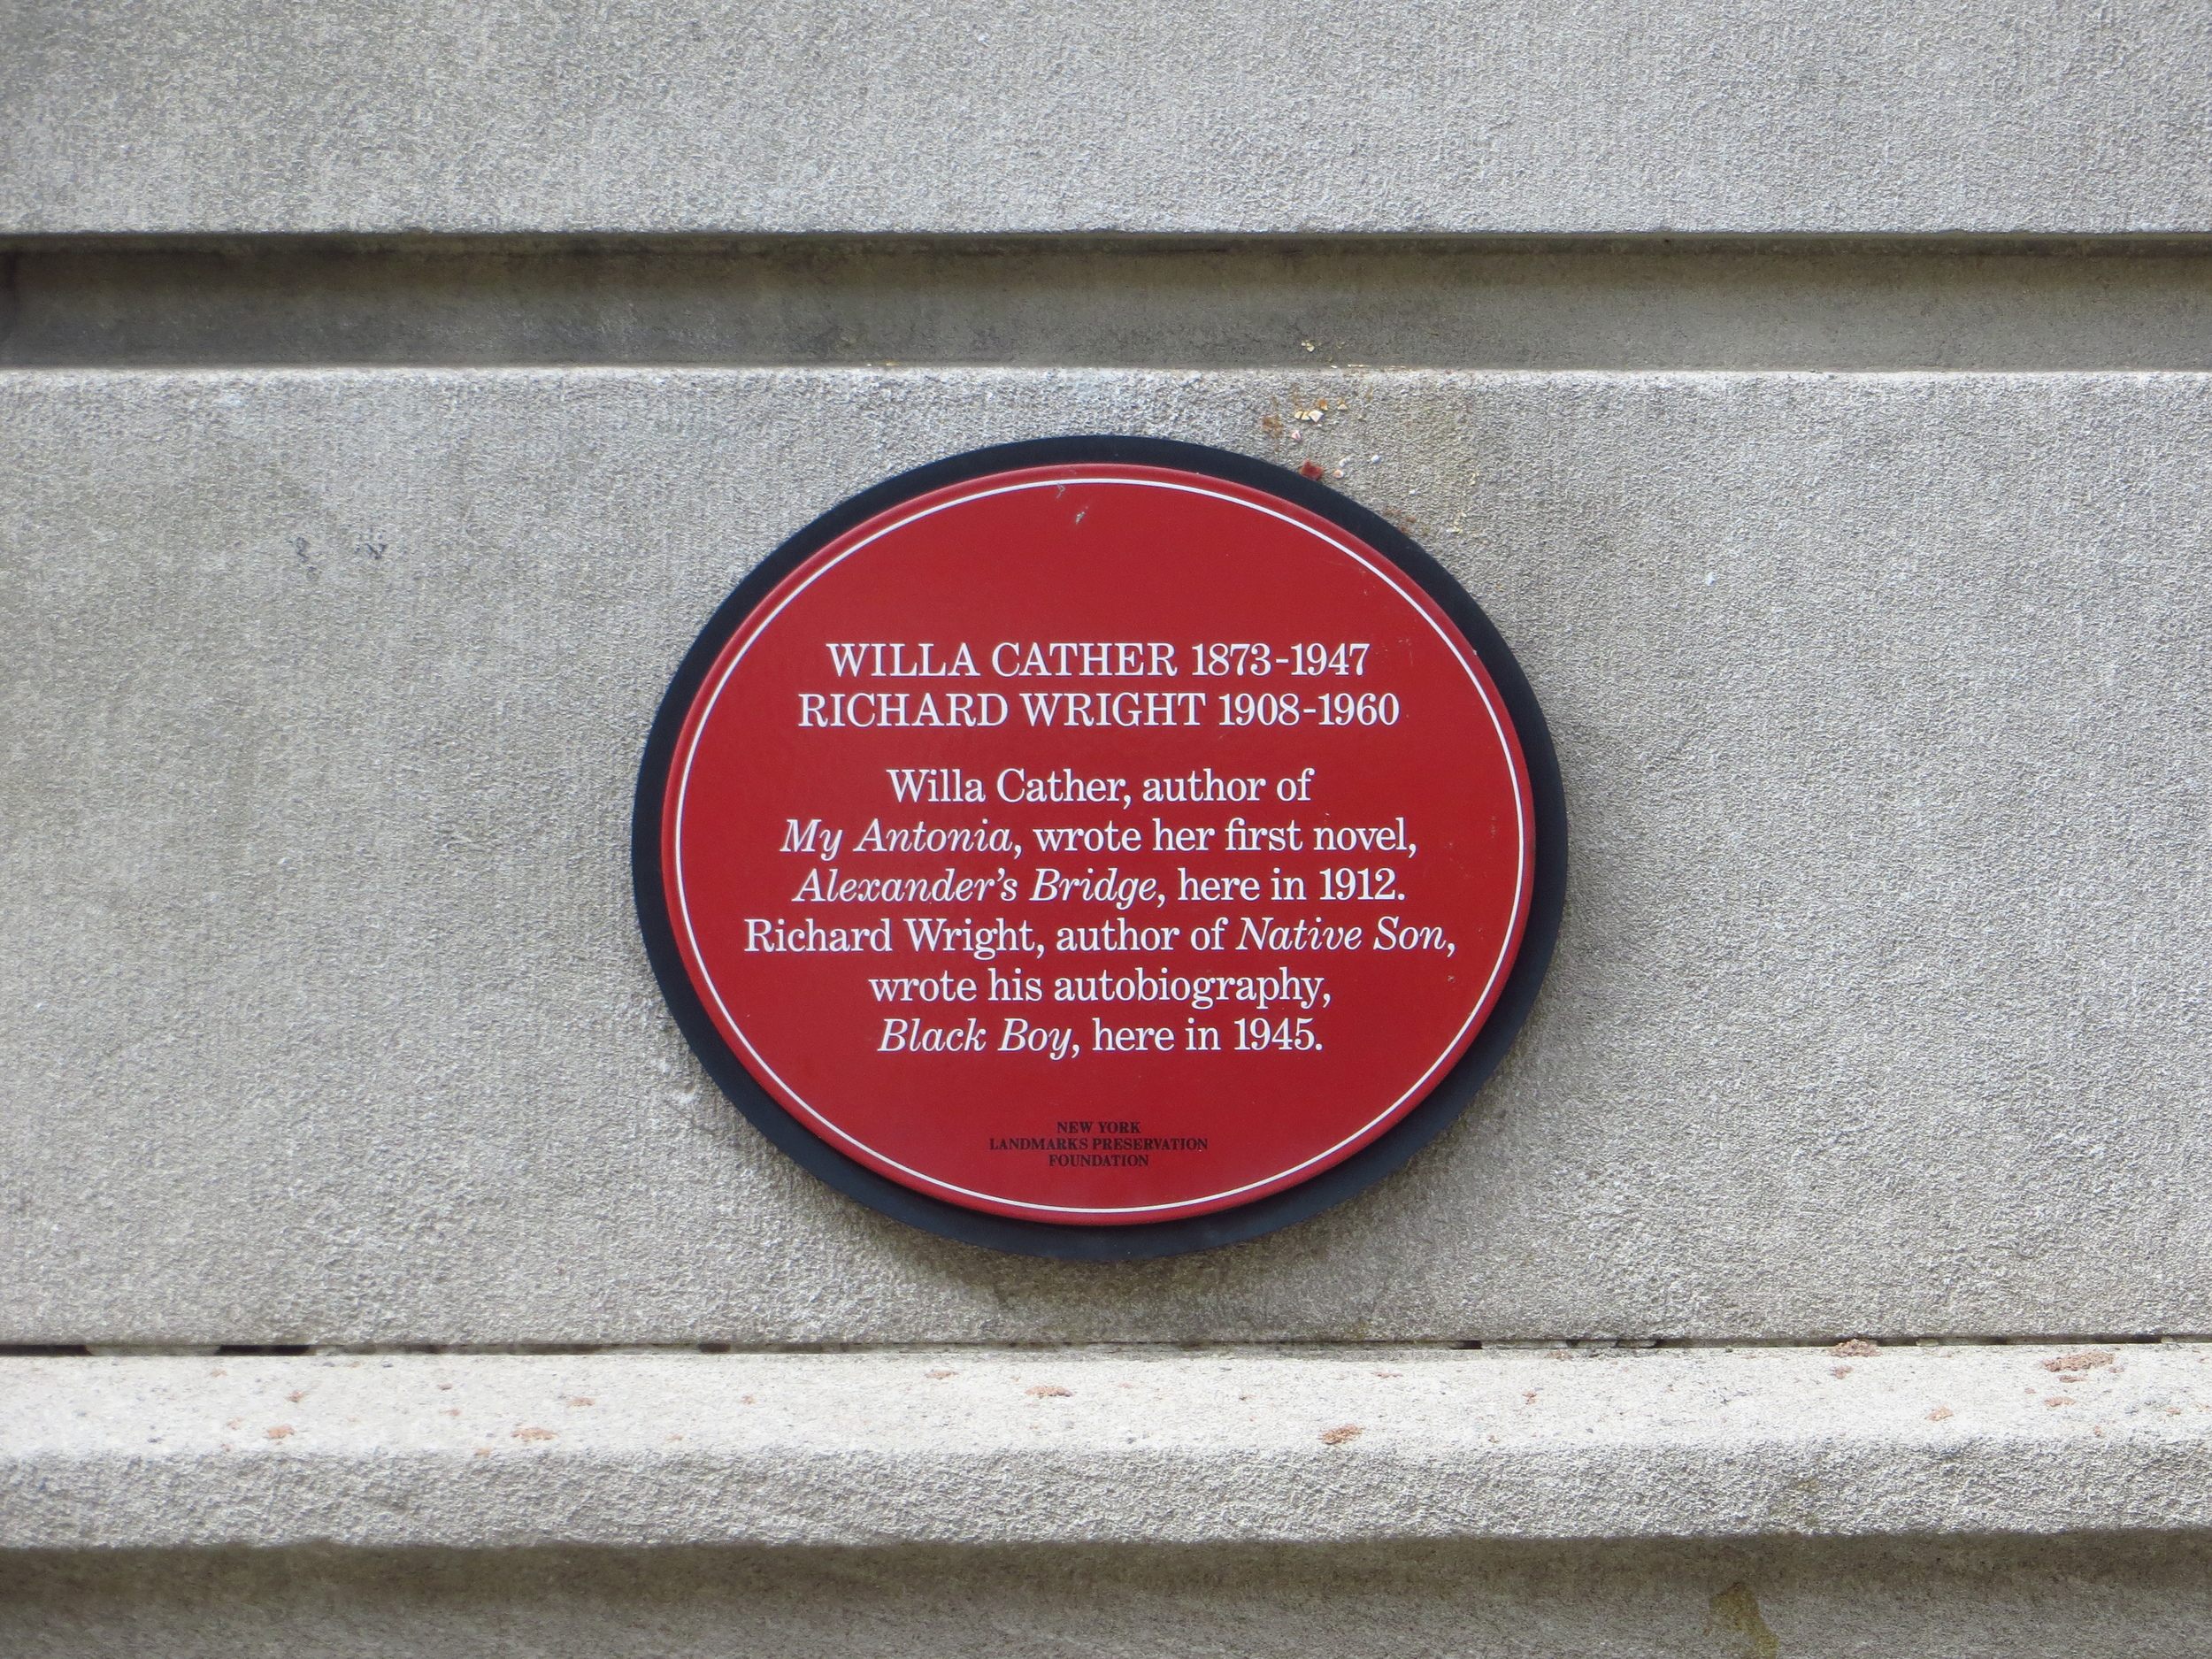 WILLA CATHER 1873-1947
RICHARD WRIGHT 1908-1960
Willa Cather, author of
My Antonia, wrote her first novel,
Alexander's Bridge, here in 1912.
Richard Wright, author of Native Son,
wrote his autobiography,
Black Boy, here in 1945.
NEW YORK
LANDMARKS PRESERVATION
FOUNDATION